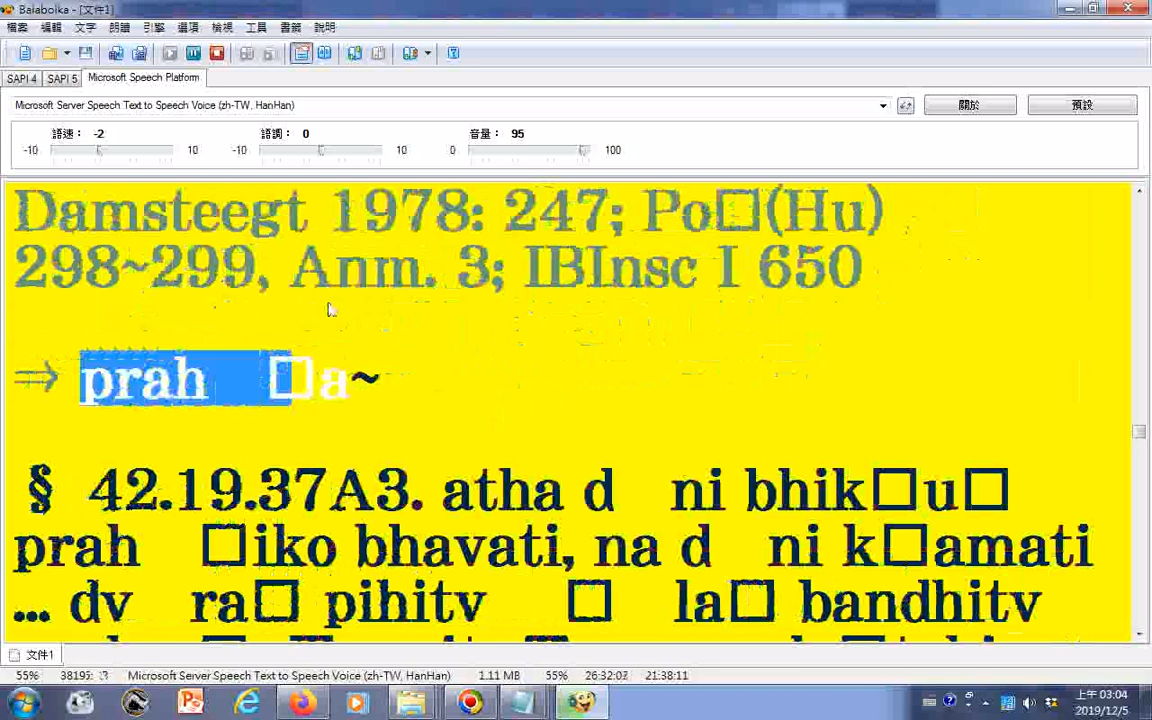 Balabolka - [文件1]
檔案 編輯 文字 朗讀 引擎 選項 檢視 工具 書籤 說明
SAPI 4 SAPI 5 Microsoft Speech Platform
Microsoft Server Speech Text to Speech Voice (zh-TW, HanHan) 關於 預設
語速： -2 語調： 0 音量： 95
-10 10 -10 10 0 100
Damsteegt 1978: 247; Po□(Hu)
298~299, Anm. 3; IBInsc I 650
⇒ prah □a~
§ 42.19.37A3. atha d ni bhik□u□
prah □iko bhavati, na d ni k□amati
... dv ra□ pihitv □ la□ bandhitv
文件1
55% Microsoft Server Speech Text to Speech Voice (zh-TW, HanHan) 1.11 MB 55% 26:32:02 21:38:11
上午 03:04
2019/12/5